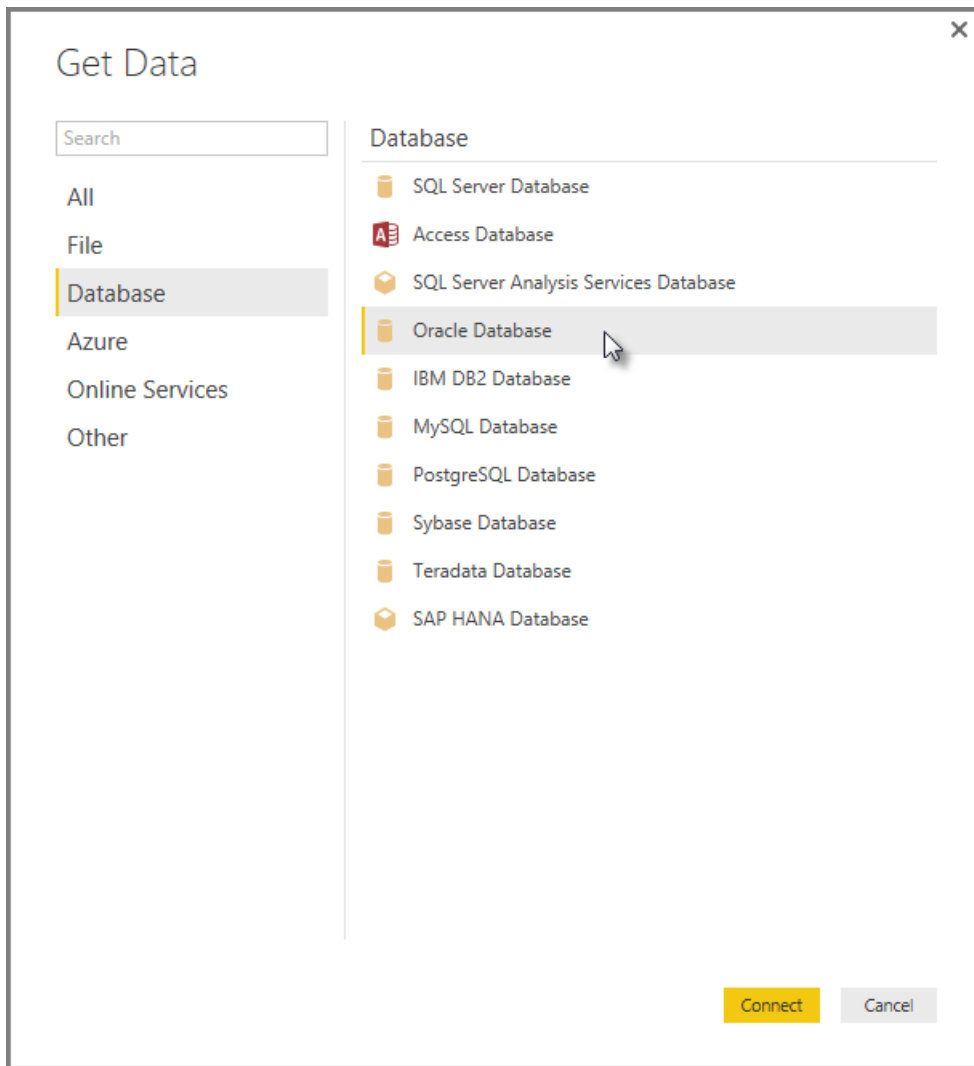 Get Data
Search
All
File
Database
Azure
Online Services
Other
Database
SQL Server Database
Access Database
SQL Server Analysis Services Database
Oracle Database
IBM DB2 Database
MySQL Database
PostgreSQL Database
Sybase Database
Teradata Database
SAP HANA Database
Connect
Cancel